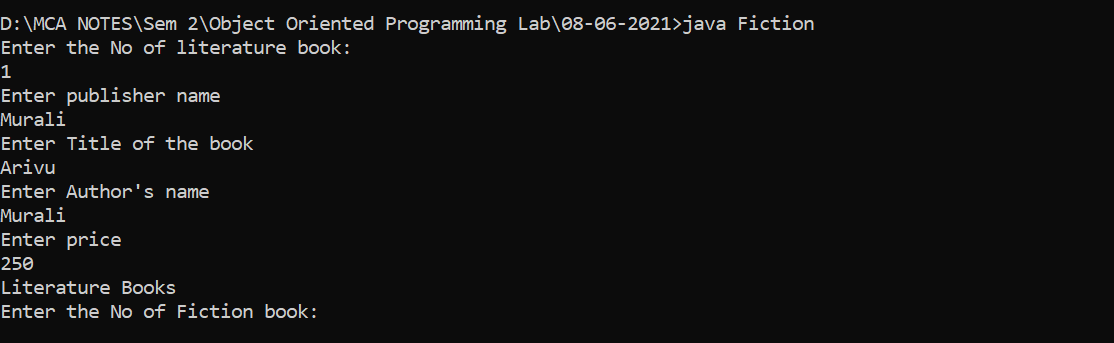 D:\MCA NOTES\Sem 2\Object Oriented Programming Lab\08-06-2021>java Fiction
Enter the No of literature book:
1
Enter publisher name
Murali
Enter Title of the book
Arivu
Enter Author's name
Murali
Enter price
250
Literature Books
Enter the No of Fiction book: